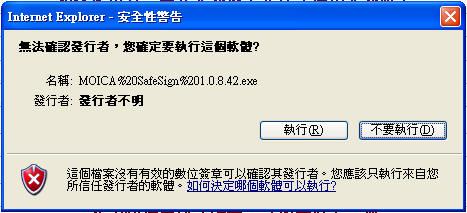 Internet Explorer - 安全性警告
無法確認發行者，您確定要執行這個軟體?
名稱: MOICA%20SafeSign%201.0.8.42.exe
發行者: 發行者不明
執行(R)
不要執行(D)
這個檔案沒有有效的數位簽章可以確認其發行者。您應該只執行來自您
所信任發行者的軟體。如何決定哪個軟體可以執行?